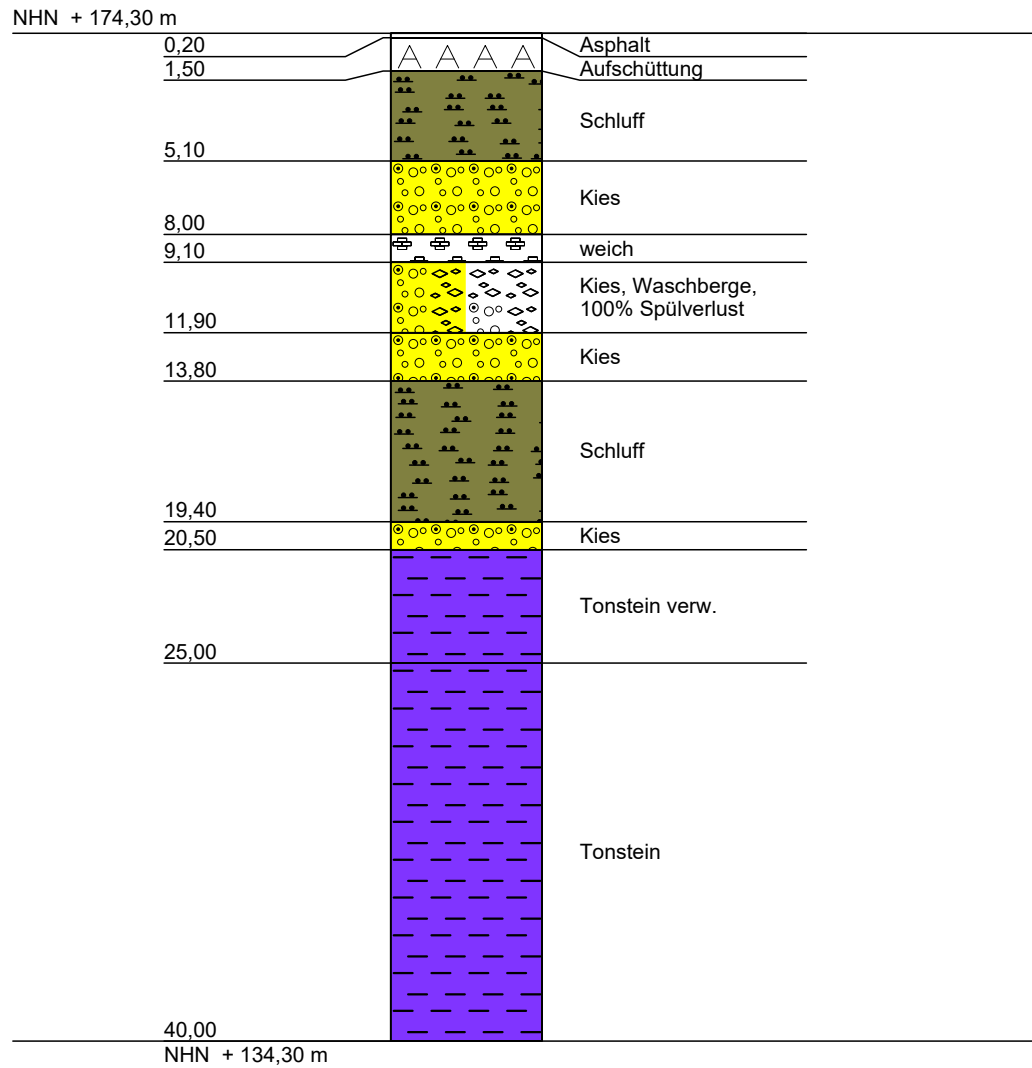 NHN + 174,30 m
0,20
Asphalt
1,50
Aufschüttung
Schluff
5,10
Kies
8,00
9,10
weich
Kies, Waschberge,
100% Spülverlust
11,90
Kies
13,80
Schluff
19,40
20,50
Kies
Tonstein verw.
25,00
Tonstein
40,00
NHN + 134,30 m